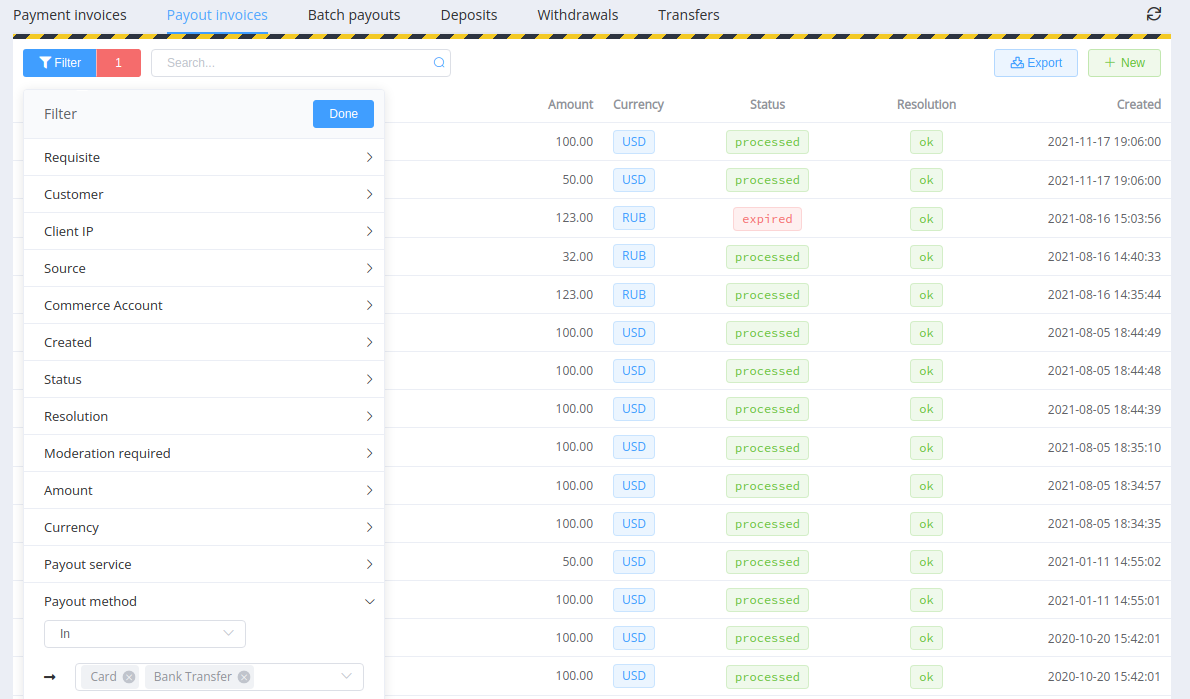 Payment invoices Payout invoices Batch payouts Deposits Withdrawals Transfers
Filter 1 Search... Export + New
Filter Done
Requisite
Customer
Client IP
Source
Commerce Account
Created
Status
Resolution
Moderation required
Amount
Currency
Payout service
Payout method
In
→ Card Bank Transfer
Amount Currency Status Resolution Created
100.00 USD processed ok 2021-11-17 19:06:00
50.00 USD processed ok 2021-11-17 19:06:00
123.00 RUB expired ok 2021-08-16 15:03:56
32.00 RUB processed ok 2021-08-16 14:40:33
123.00 RUB processed ok 2021-08-16 14:35:44
100.00 USD processed ok 2021-08-05 18:44:49
100.00 USD processed ok 2021-08-05 18:44:48
100.00 USD processed ok 2021-08-05 18:44:39
100.00 USD processed ok 2021-08-05 18:35:10
100.00 USD processed ok 2021-08-05 18:34:57
100.00 USD processed ok 2021-08-05 18:34:35
50.00 USD processed ok 2021-01-11 14:55:02
100.00 USD processed ok 2021-01-11 14:55:01
100.00 USD processed ok 2020-10-20 15:42:01
100.00 USD processed ok 2020-10-20 15:42:01